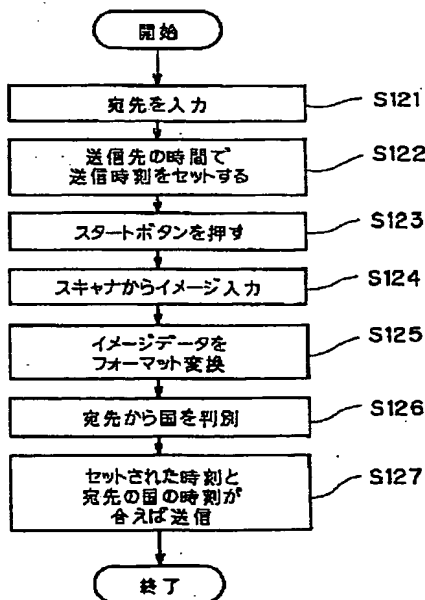 開始
宛先を入力
S121
送信先の時間で
送信時刻をセットする
S122
スタートボタンを押す
S123
スキャナからイメージ入力
S124
イメージデータを
フォーマット変換
S125
宛先から国を判別
S126
セットされた時刻と
宛先の国の時刻が
合えば送信
S127
終了